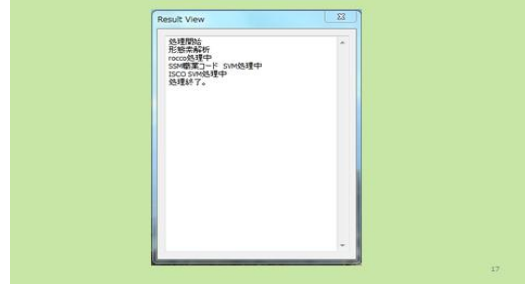 Result View
処理開始
形態素解析
rocco処理中
SSM職業コード SVM処理中
ISCO SVM処理中
処理終了。
17